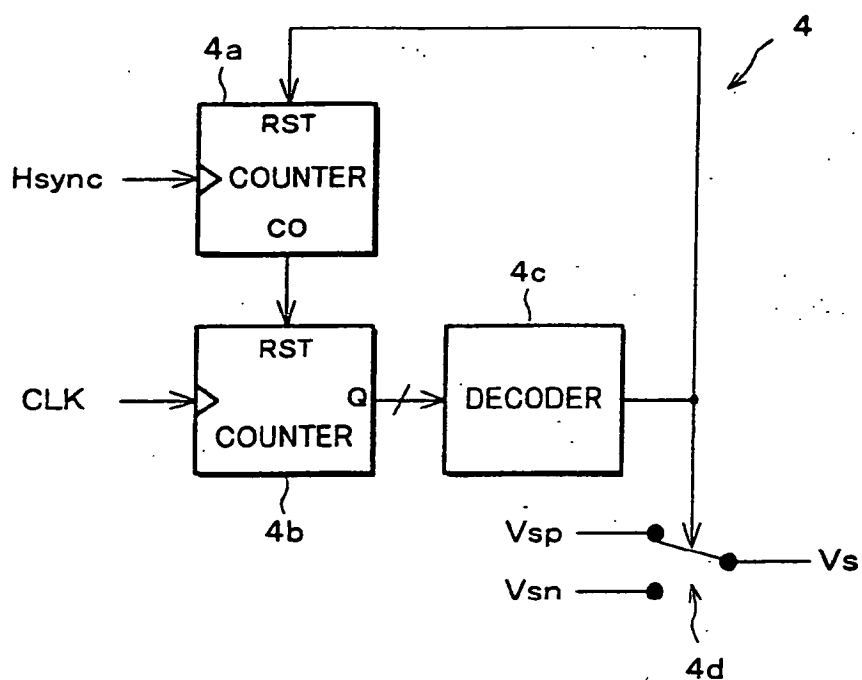 4
4a
RST
Hsync
COUNTER
CO
4c
RST
CLK
Q
DECODER
COUNTER
4b
Vsp
Vs
Vsn
4d